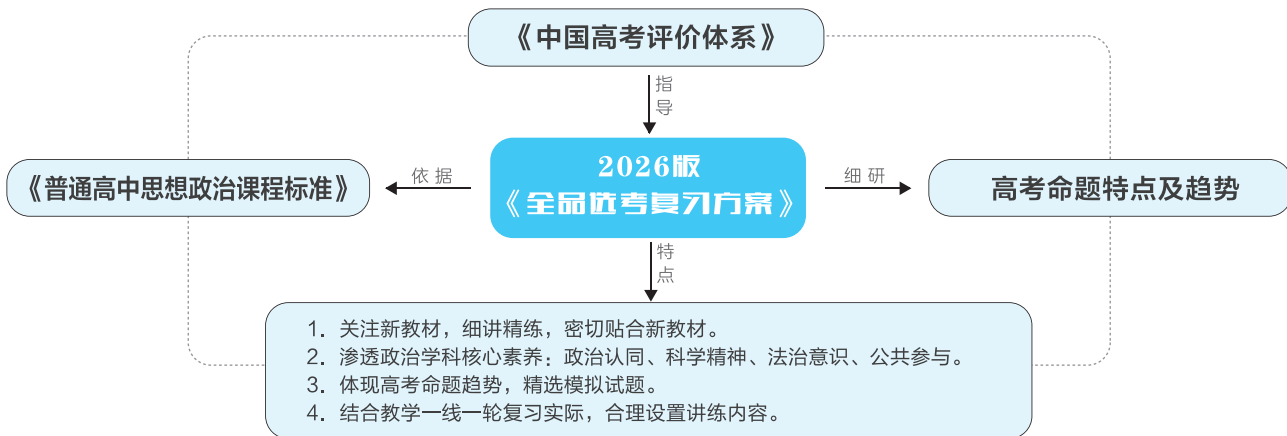 《中国高考评价体系》
指
导
2026版
《全品选考复习方案》
依据
《普通高中思想政治课程标准》
细研
高考命题特点及趋势
特
点
1. 关注新教材，细讲精练，密切贴合新教材。
2. 渗透政治学科核心素养：政治认同、科学精神、法治意识、公共参与。
3. 体现高考命题趋势，精选模拟试题。
4. 结合教学一线一轮复习实际，合理设置讲练内容。